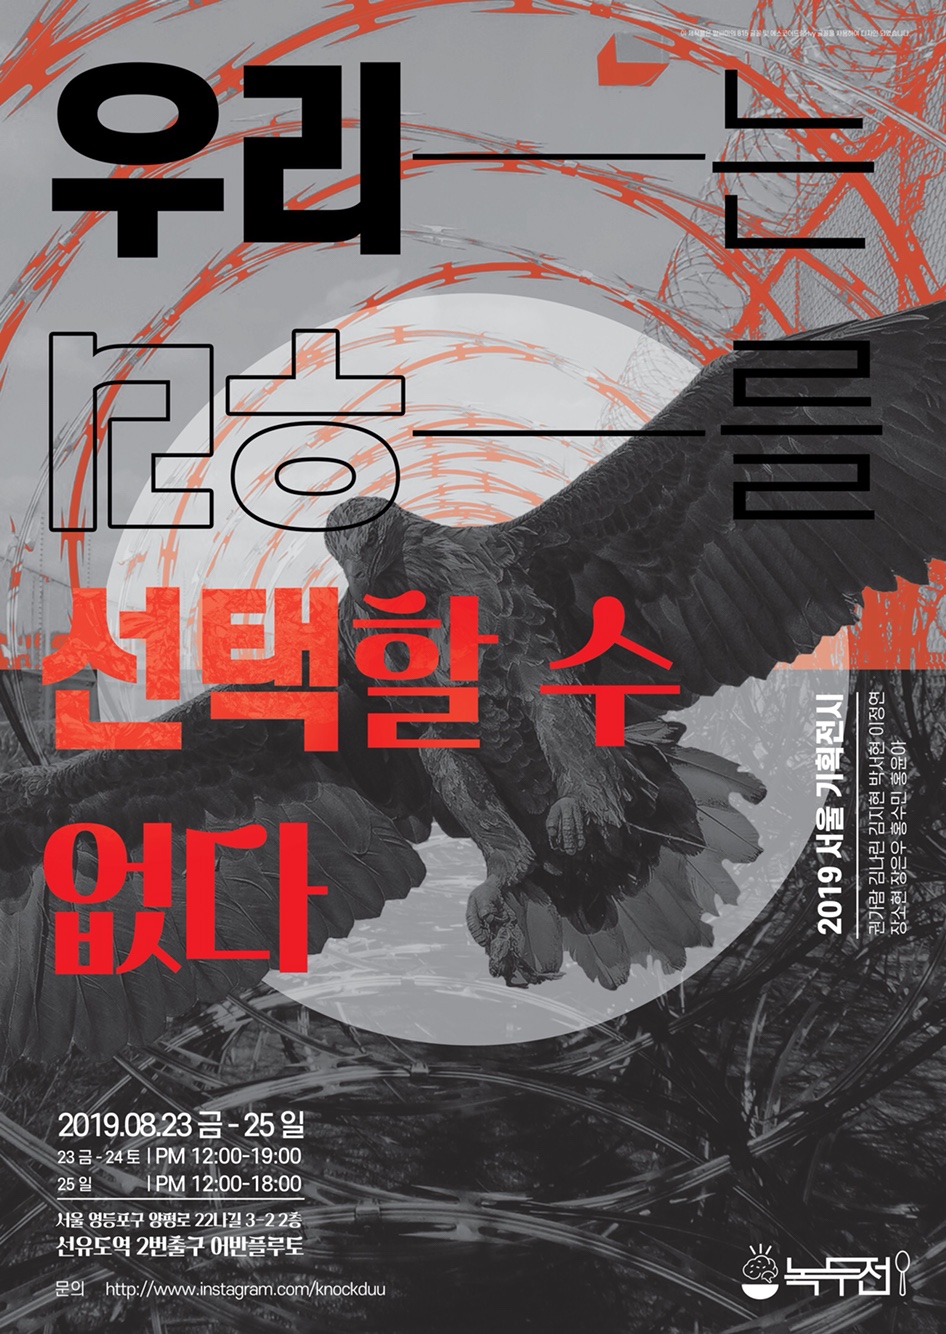 우리는
우리를
선택할 수
없다
2019 서울 기획전시
권가람 김나린 김지현 박서현 이정연
장소현 장은우 홍수민 홍윤아
2019.08.23 금 - 25 일
23 금 - 24 토 | PM 12:00-19:00
25 일 | PM 12:00-18:00
서울 영등포구 양평로 22나길 3-2 2층
선유도역 2번출구 어반플루토
문의 http://www.instagram.com/knockduu
녹두전